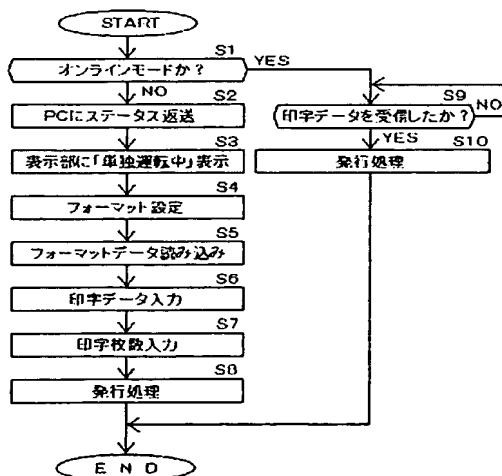 START
S1
オンラインモードか？
YES
NO
S2
PCにステータス返送
S3
表示部に「単独運転中」表示
S4
フォーマット設定
S5
フォーマットデータ読み込み
S6
印字データ入力
S7
印字枚数入力
S8
発行処理
S9
印字データを受信したか？
NO
YES
S10
発行処理
END